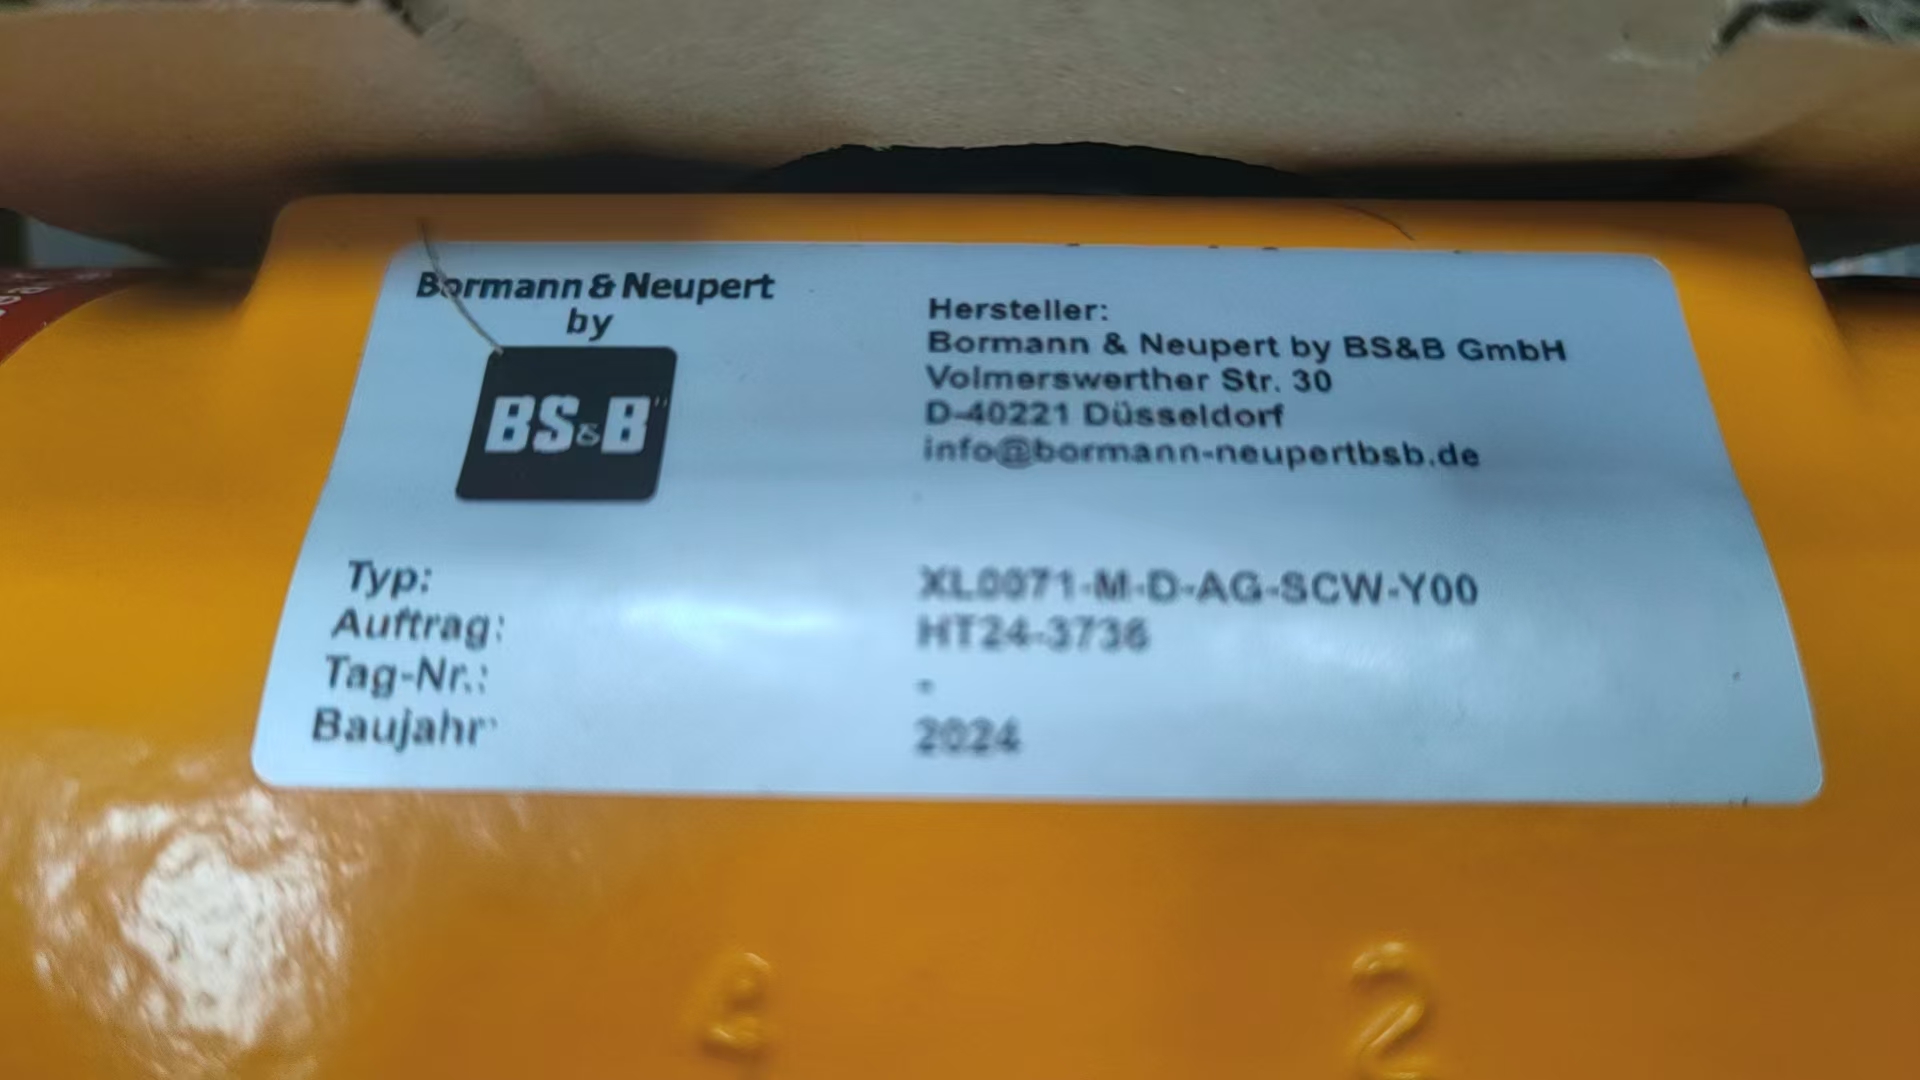 Bormann & Neupert
by
BS&B
Hersteller:
Bormann & Neupert by BS&B GmbH
Volmerswerther Str. 30
D-40221 Düsseldorf
info@bormann-neupertbsb.de
Typ: XL0071-M-D-AG-SCW-Y00
Auftrag: HT24-3736
Tag-Nr.: -
Baujahr: 2024
2